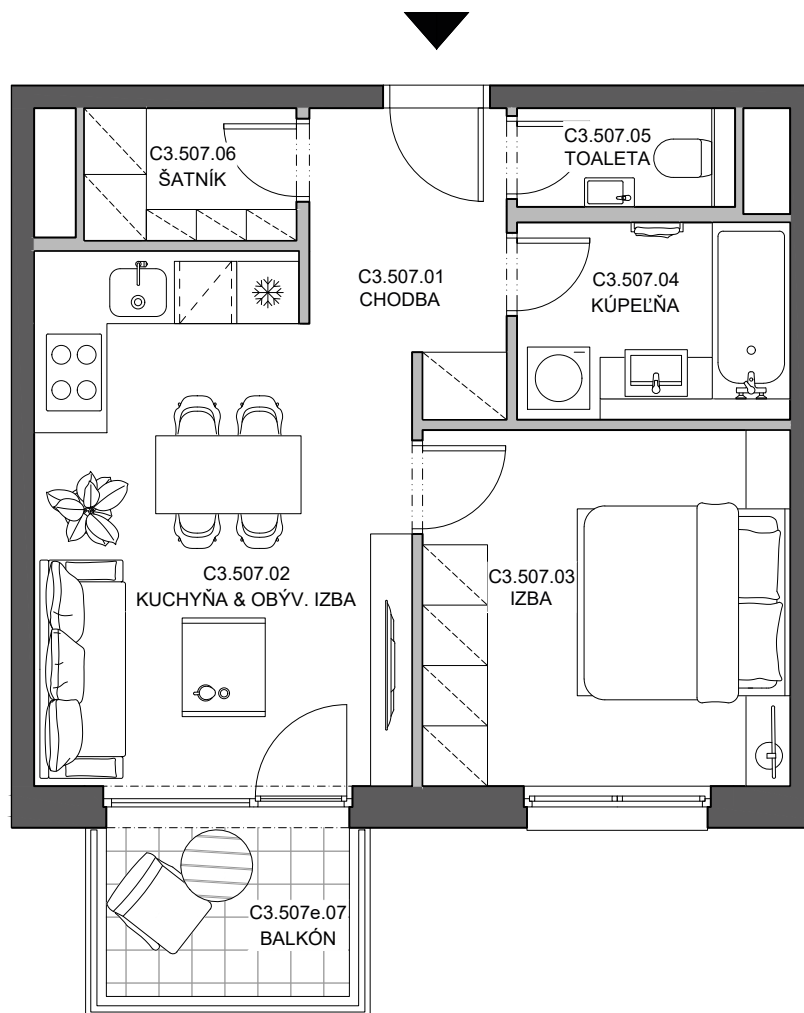 C3.507.05
TOALETA
C3.507.06
ŠATNÍK
C3.507.01
CHODBA
C3.507.04
KÚPEĽŇA
C3.507.02
KUCHYŇA & OBÝV. IZBA
C3.507.03
IZBA
C3.507e.07
BALKÓN